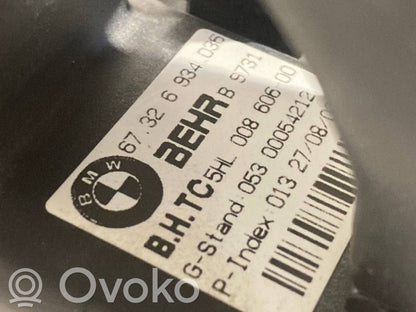 BMW
67.32 6 934 036
BEHR B 9731
B.H.TC 5HL 008 606 00
G-Stand: 053 00054212
P-Index: 013 27/08/0
Ovoko